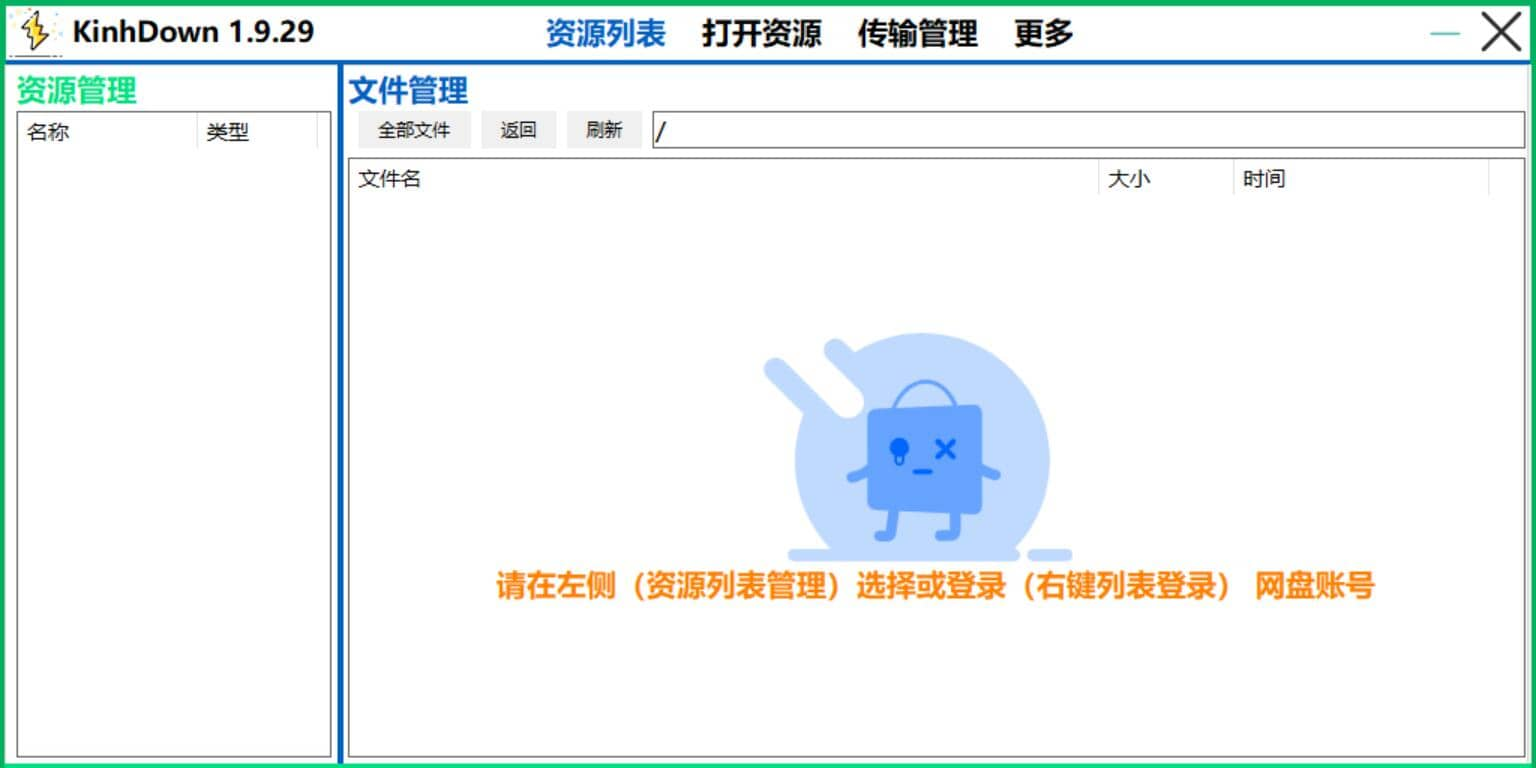 KinhDown 1.9.29 资源列表 打开资源 传输管理 更多
资源管理
名称 类型
文件管理
全部文件 返回 刷新 /
文件名 大小 时间
请在左侧（资源列表管理）选择或登录（右键列表登录） 网盘账号